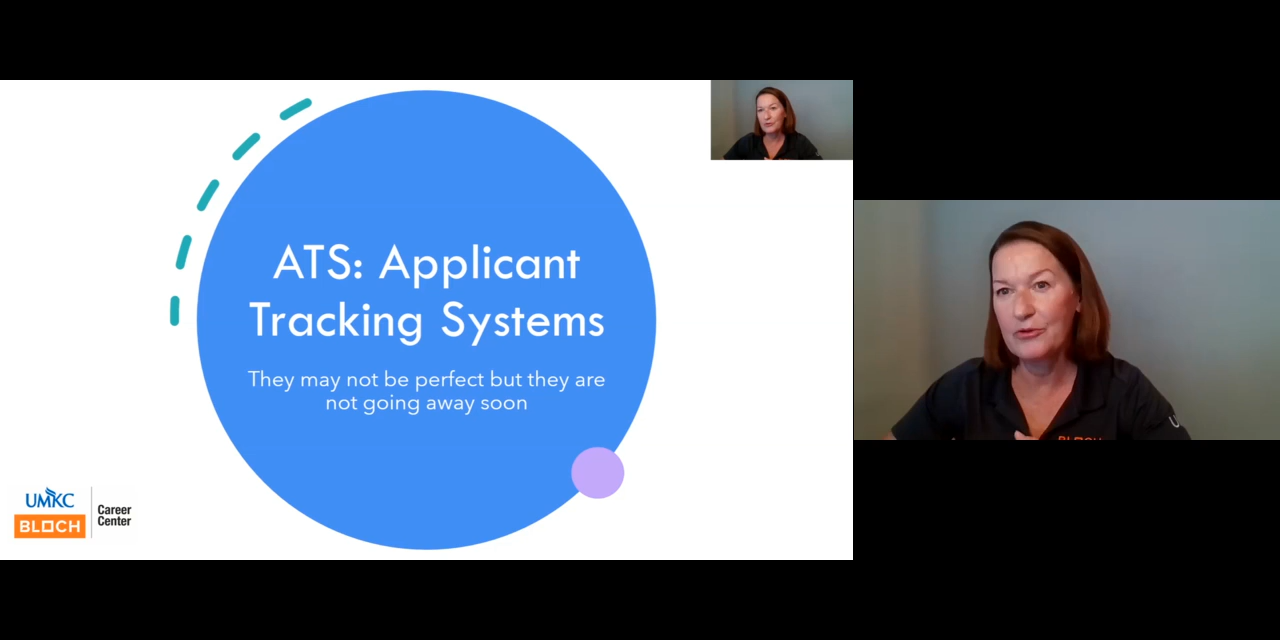 ATS: Applicant
Tracking Systems
They may not be perfect but they are
not going away soon
UMKC
BLOCH
Career
Center
BLOCH